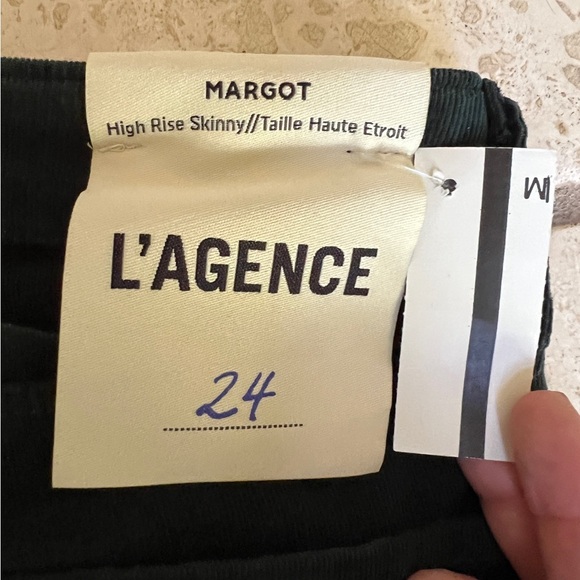 MARGOT
High Rise Skinny//Taille Haute Etroit
L'AGENCE
24